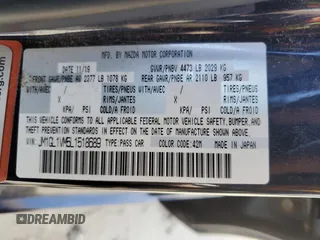 MFD. BY MAZDA MOTOR CORPORATION
DATE 11/19 GVWR/PNBV 4473 LB 2029 KG
FRONT GAWR/PNBE AV 2377 LB 1078 KG REAR GAWR/PNBE AR 2110 LB 957 KG
WITH/AVEC TIRES/PNEUS WITH/AVEC TIRES/PNEUS
X RIMS/JANTES X RIMS/JANTES
X KPA/ PSI/ COLD/A FROID X KPA/ PSI/ COLD/A FROID
THIS VEHICLE CONFORMS TO ALL APPLICABLE FEDERAL MOTOR VEHICLE SAFETY, BUMPER,
AND THEFT PREVENTION STANDARDS IN EFFECT ON THE DATE OF MANUFACTURE SHOWN ABOVE.
VIN: JM1GL1VM5L1518689 TYPE: PASS CAR COLOR: 42M MADE IN JAPAN
DREAMBID